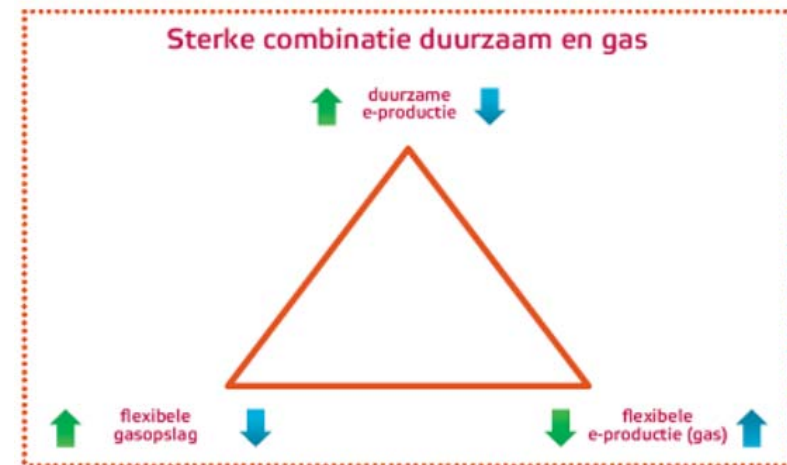 Sterke combinatie duurzaam en gas
duurzame
e-productie
flexibele
gasopslag
flexibele
e-productie (gas)